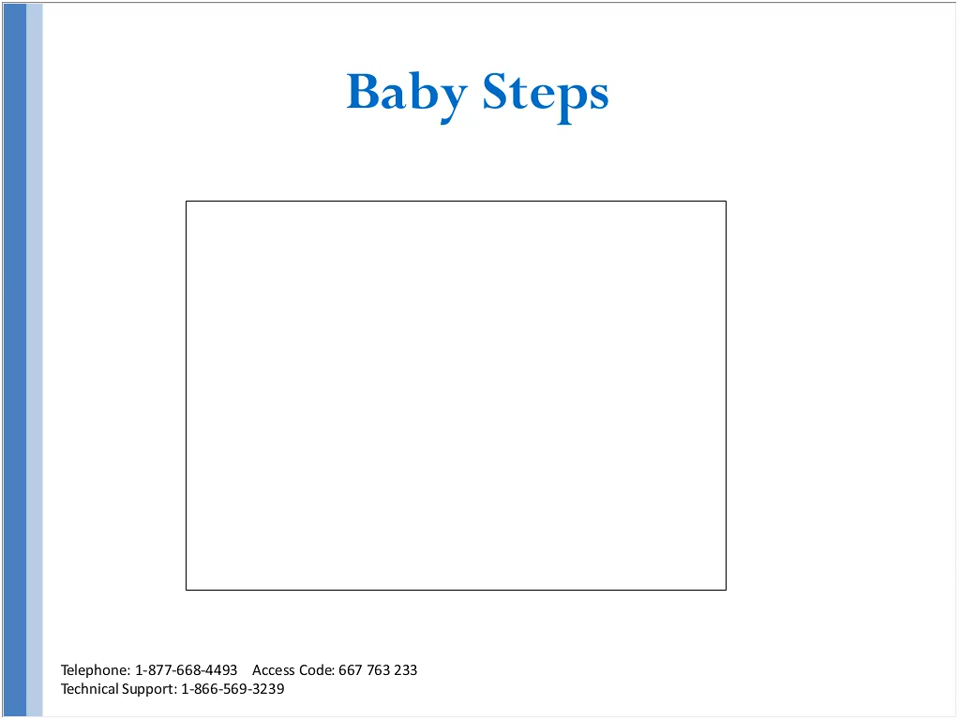 Baby Steps
Telephone: 1-877-668-4493 Access Code: 667 763 233
Technical Support: 1-866-569-3239